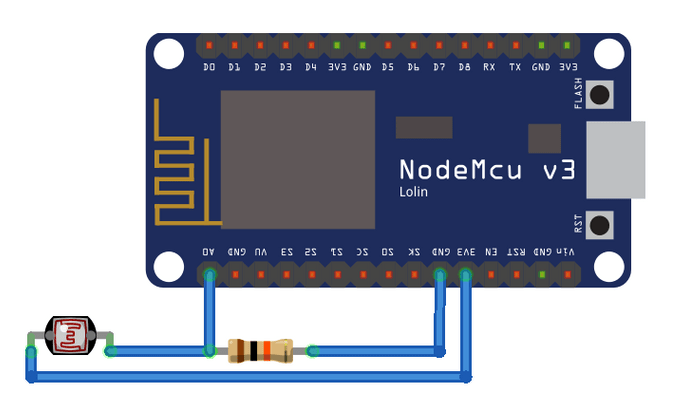 D0 D1 D2 D3 D4 3V3 GND D5 D6 D7 D8 RX TX GND 3V3
FLASH
NodeMcu v3
Lolin
RST
A0 GND VU S3 S2 S1 SC SO SK GND 3V3 EN RST GND Vin